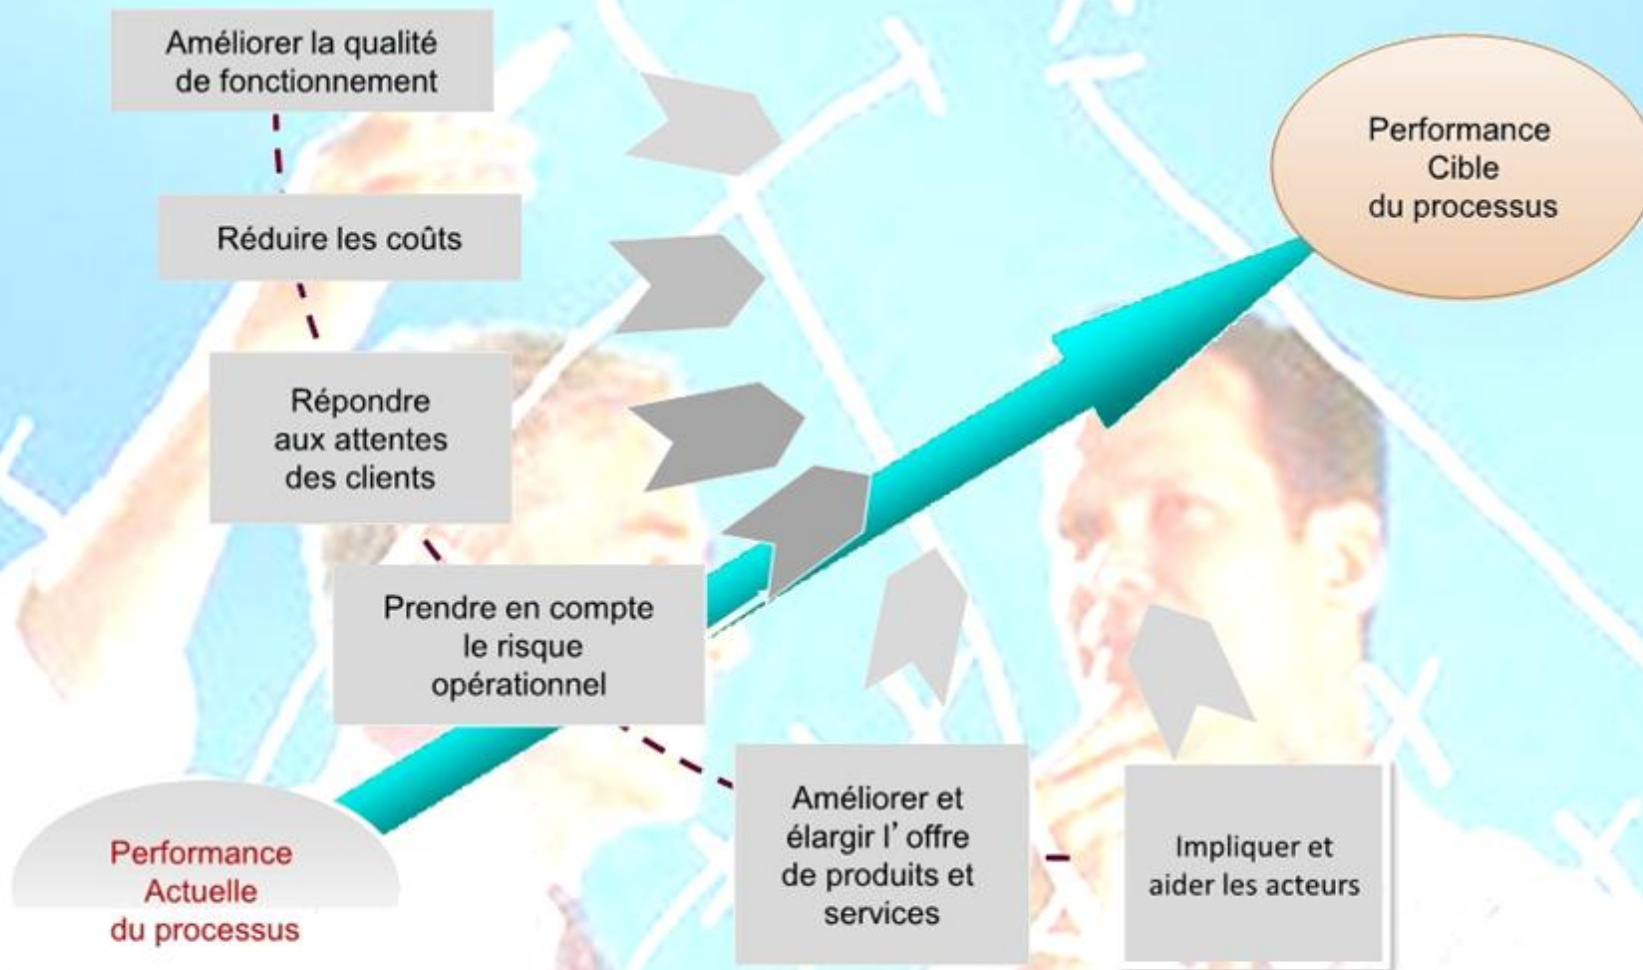 Améliorer la qualité
de fonctionnement
Réduire les coûts
Répondre
aux attentes
des clients
Prendre en compte
le risque
opérationnel
Améliorer et
élargir l’ offre
de produits et
services
Impliquer et
aider les acteurs
Performance
Cible
du processus
Performance
Actuelle
du processus